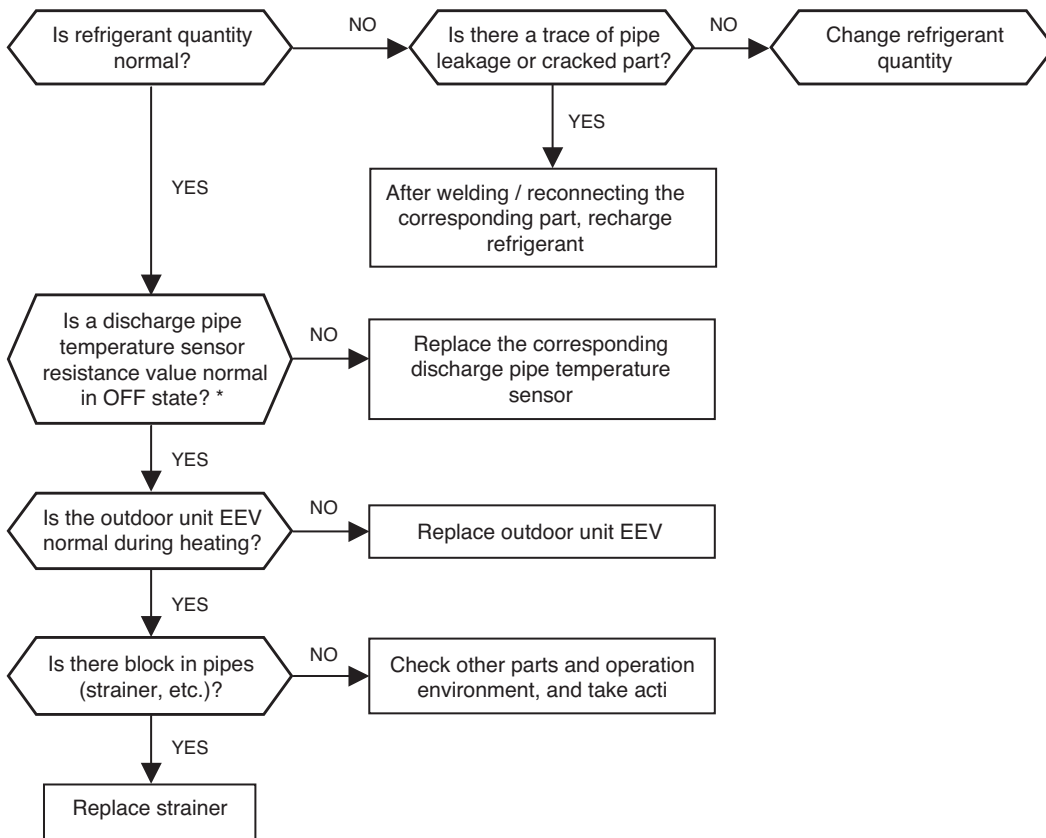 Is refrigerant quantity
normal?
NO
Is there a trace of pipe
leakage or cracked part?
NO
Change refrigerant
quantity
YES
After welding / reconnecting the
corresponding part, recharge
refrigerant
YES
Is a discharge pipe
temperature sensor
resistance value normal
in OFF state? *
NO
Replace the corresponding
discharge pipe temperature
sensor
YES
Is the outdoor unit EEV
normal during heating?
NO
Replace outdoor unit EEV
YES
Is there block in pipes
(strainer, etc.)?
NO
Check other parts and operation
environment, and take acti
YES
Replace strainer